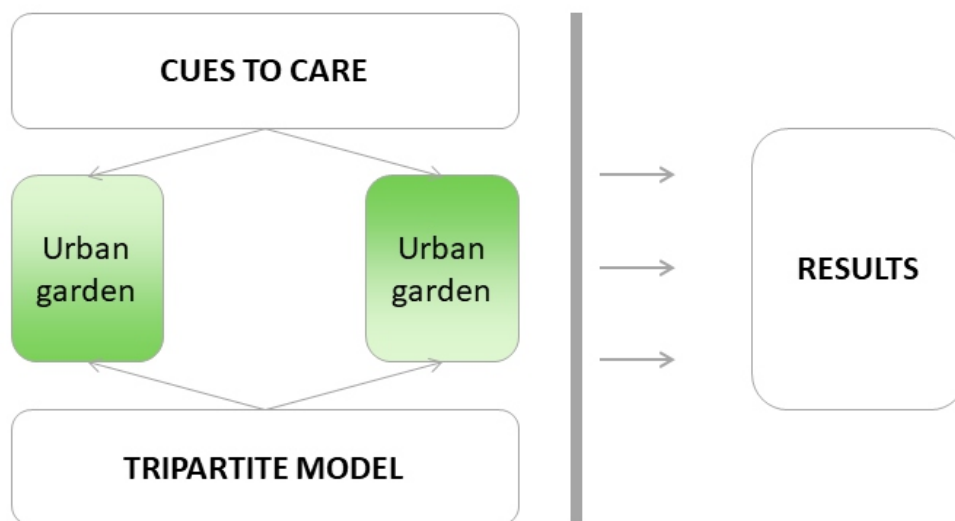 CUES TO CARE
Urban
garden
Urban
garden
RESULTS
TRIPARTITE MODEL